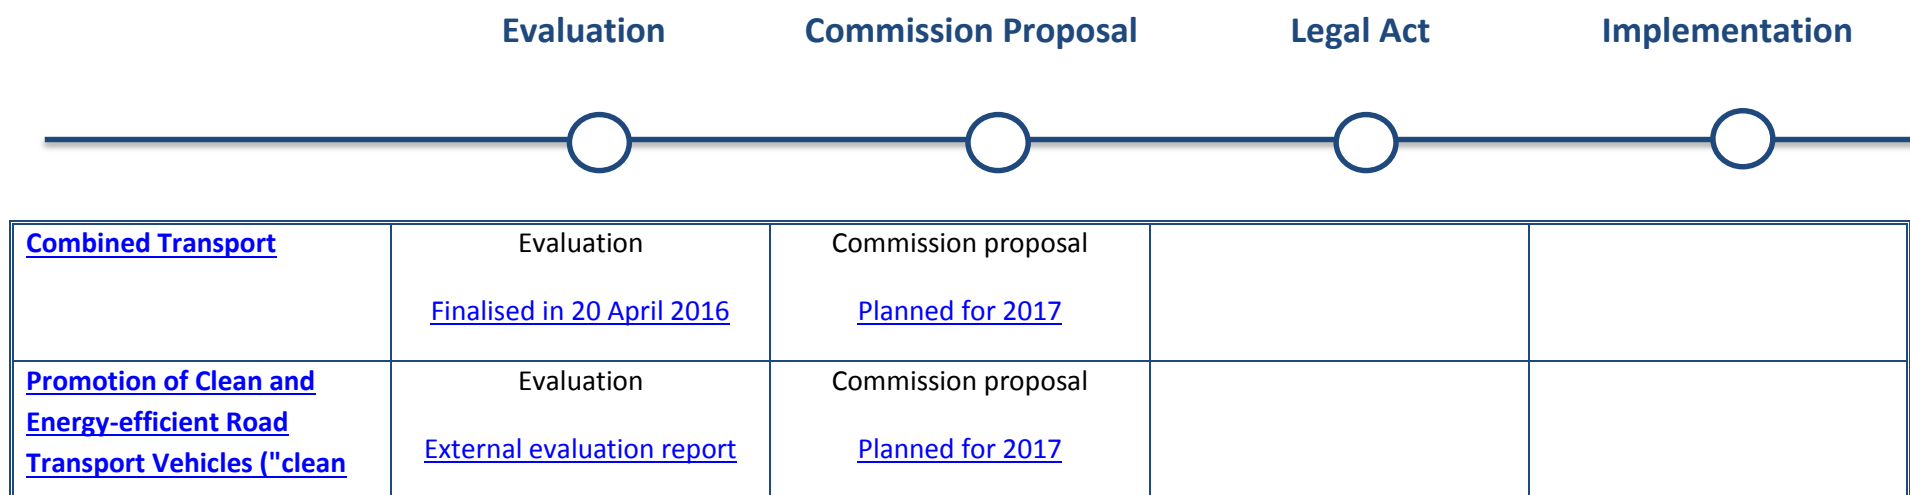 Evaluation Commission Proposal Legal Act Implementation
Combined Transport
Evaluation
Finalised in 20 April 2016
Commission proposal
Planned for 2017
Promotion of Clean and
Energy-efficient Road
Transport Vehicles ("clean
Evaluation
External evaluation report
Commission proposal
Planned for 2017